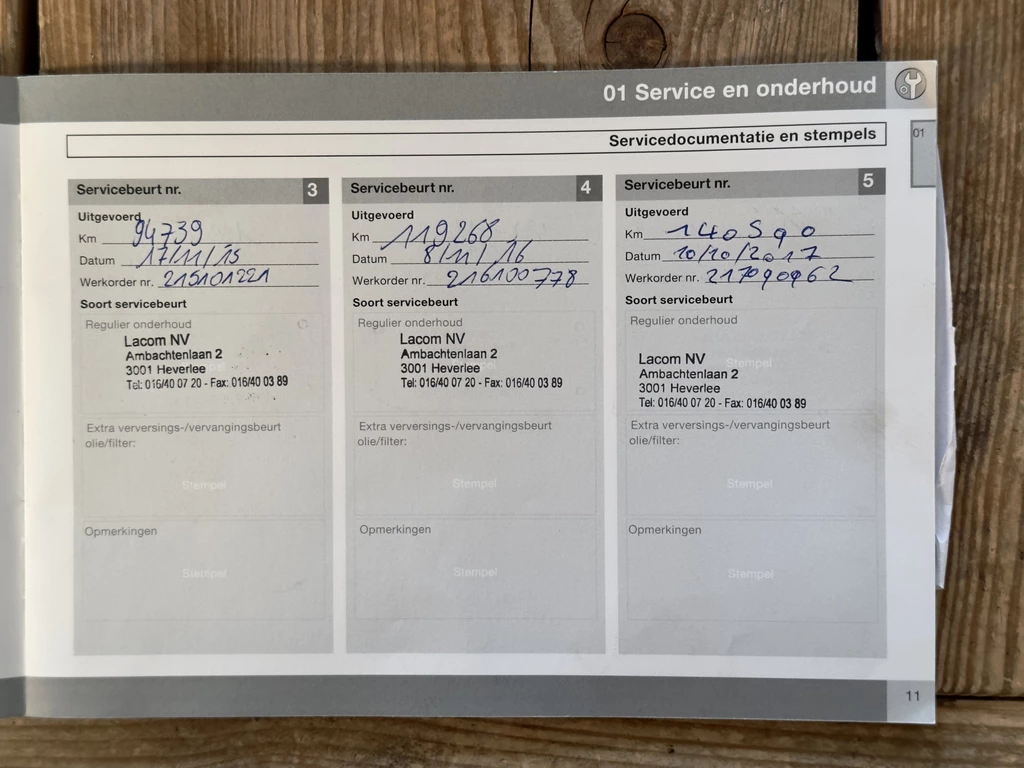 01 Service en onderhoud
01
Servicedocumentatie en stempels
Servicebeurt nr. 3
Uitgevoerd
Km 94739
Datum 17/11/15
Werkorder nr. 215101221
Soort servicebeurt
Regulier onderhoud
Lacom NV
Ambachtenlaan 2
3001 Heverlee
Tel: 016/40 07 20 - Fax: 016/40 03 89
Extra verversings-/vervangingsbeurt
olie/filter:
Stempel
Opmerkingen
Stempel
Servicebeurt nr. 4
Uitgevoerd
Km 119268
Datum 8/11/16
Werkorder nr. 216100778
Soort servicebeurt
Regulier onderhoud
Lacom NV
Ambachtenlaan 2
3001 Heverlee
Tel: 016/40 07 20 - Fax: 016/40 03 89
Extra verversings-/vervangingsbeurt
olie/filter:
Stempel
Opmerkingen
Stempel
Servicebeurt nr. 5
Uitgevoerd
Km 140590
Datum 10/10/2017
Werkorder nr. 217090962
Soort servicebeurt
Regulier onderhoud
Stempel
Lacom NV
Ambachtenlaan 2
3001 Heverlee
Tel: 016/40 07 20 - Fax: 016/40 03 89
Extra verversings-/vervangingsbeurt
olie/filter:
Stempel
Opmerkingen
Stempel
11